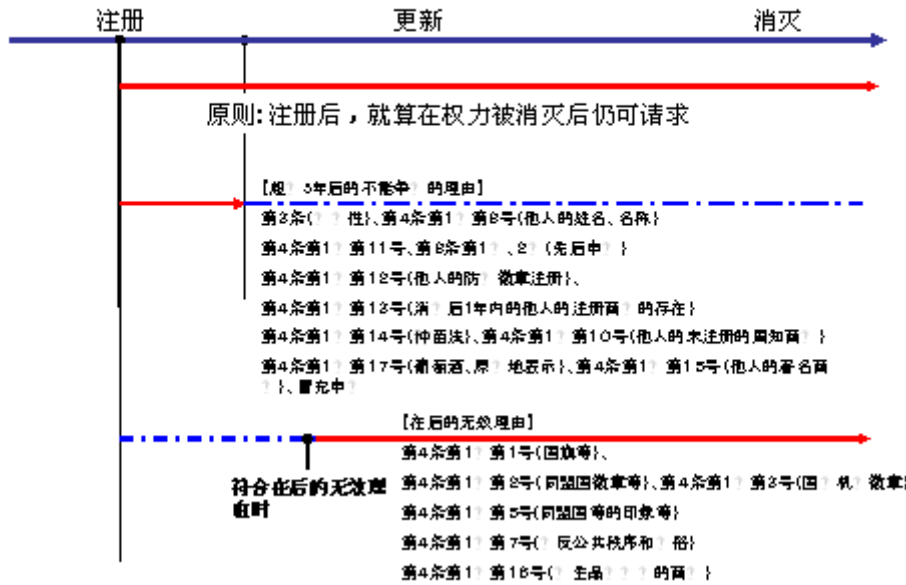 注册 更新 消灭
原则:注册后，就算在权力被消灭后仍可请求
【超? 5年后的不能争? 的理由】
第3条(? ? 性)、第4条第1? 第8号(他人的姓名、名称)
第4条第1? 第11号、第8条第1? 、2? (先后申? )
第4条第1? 第12号(他人的防? 徽章注册)、
第4条第1? 第13号(消? 后1年内的他人的注册商? 的存在)
第4条第1? 第14号(种苗法)、第4条第1? 第10号(他人的未注册的周知商? )
第4条第1? 第17号(葡萄酒、原? 地表示)、第4条第1? 第15号(他人的著名商
? )、冒充申?
【在后的无效理由】
第4条第1? 第1号(国旗等)、
符合在后的无效理
由时
第4条第1? 第2号(同盟国徽章等)、第4条第1? 第3号(国? 机? 徽章)
第4条第1? 第5号(同盟国等的印象等)
第4条第1? 第7号(? 反公共秩序和? 俗)
第4条第1? 第16号(? 生品? ? ? 的商? )